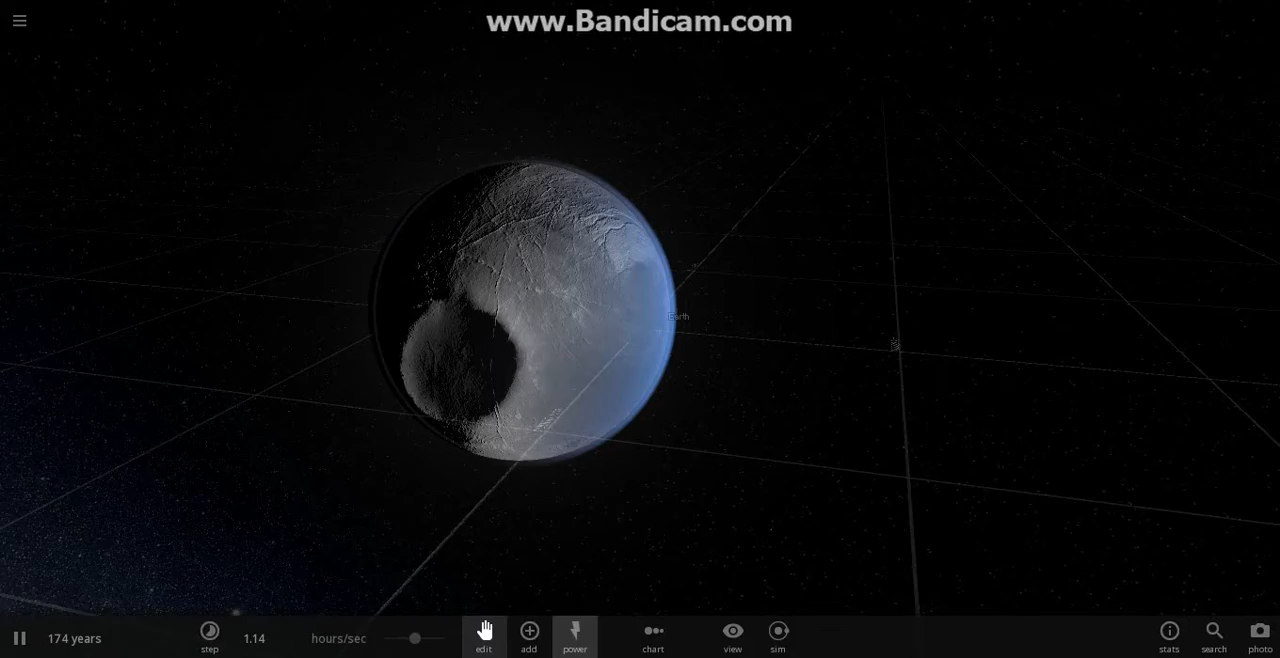 www.Bandicam.com
Earth
174 years
step
1.14
hours/sec
edit
add
power
chart
view
sim
stats
search
photo